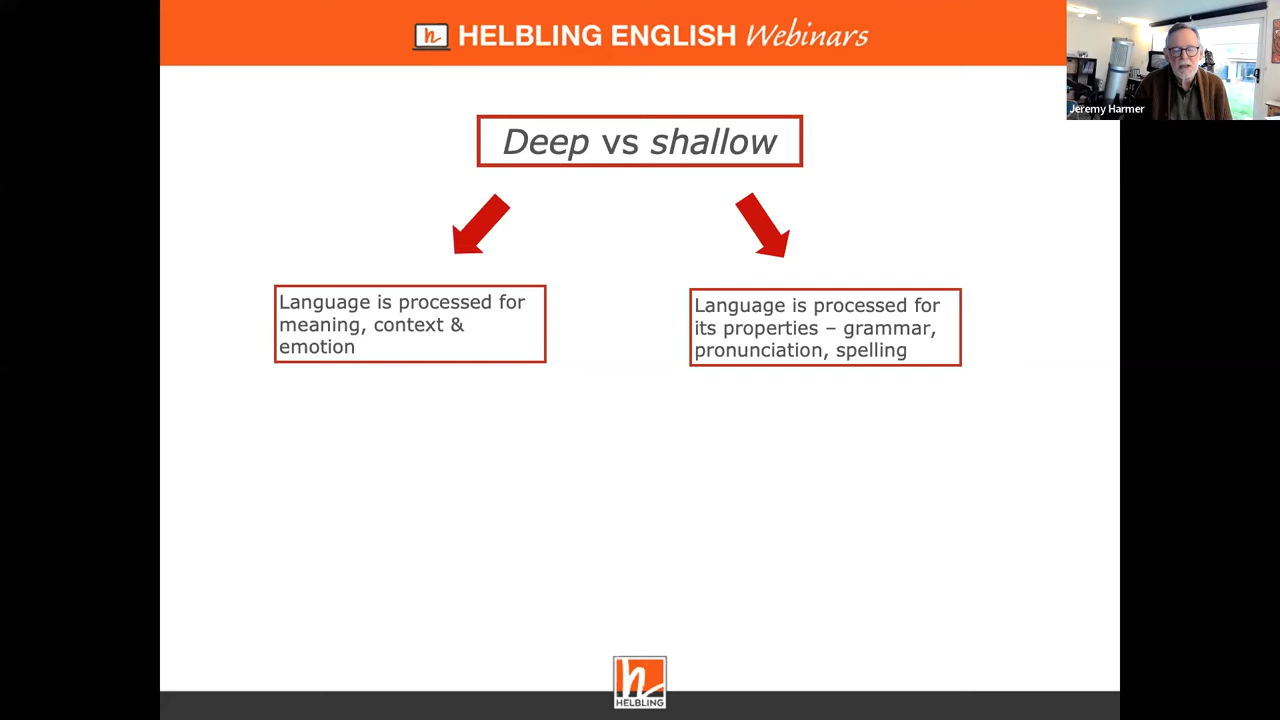 HELBLING ENGLISH Webinars
Jeremy Harmer
Deep vs shallow
Language is processed for
meaning, context &
emotion
Language is processed for
its properties – grammar,
pronunciation, spelling
HELBLING